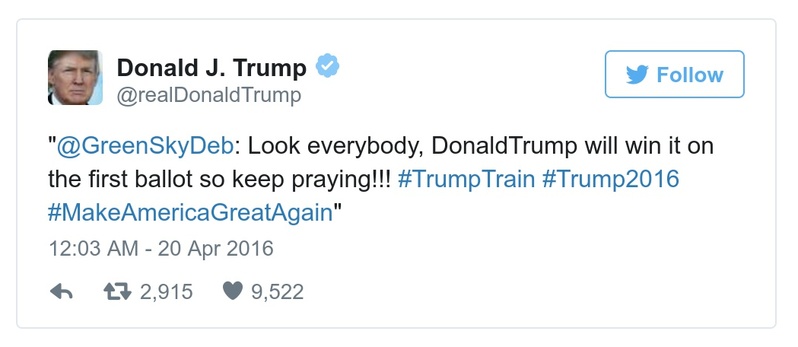 Donald J. Trump
@realDonaldTrump
Follow
"@GreenSkyDeb: Look everybody, DonaldTrump will win it on
the first ballot so keep praying!!! #TrumpTrain #Trump2016
#MakeAmericaGreatAgain"
12:03 AM - 20 Apr 2016
2,915 9,522